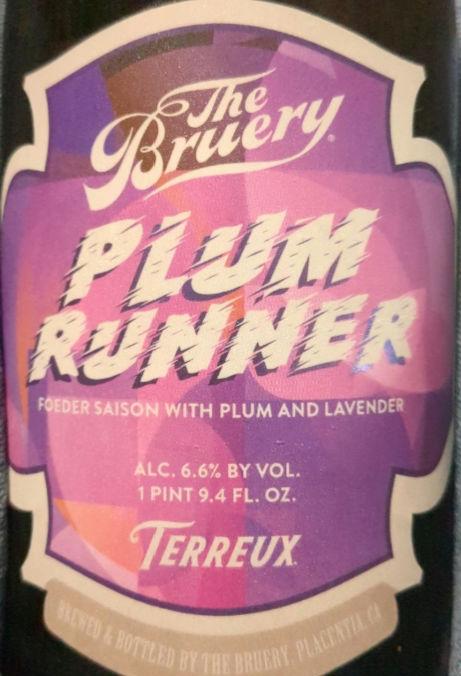 The
Bruery®
PLUM
RUNNER
FOEDER SAISON WITH PLUM AND LAVENDER
ALC. 6.6% BY VOL.
1 PINT 9.4 FL. OZ.
TERREUX
BREWED & BOTTLED BY THE BRUERY, PLACENTIA, CA